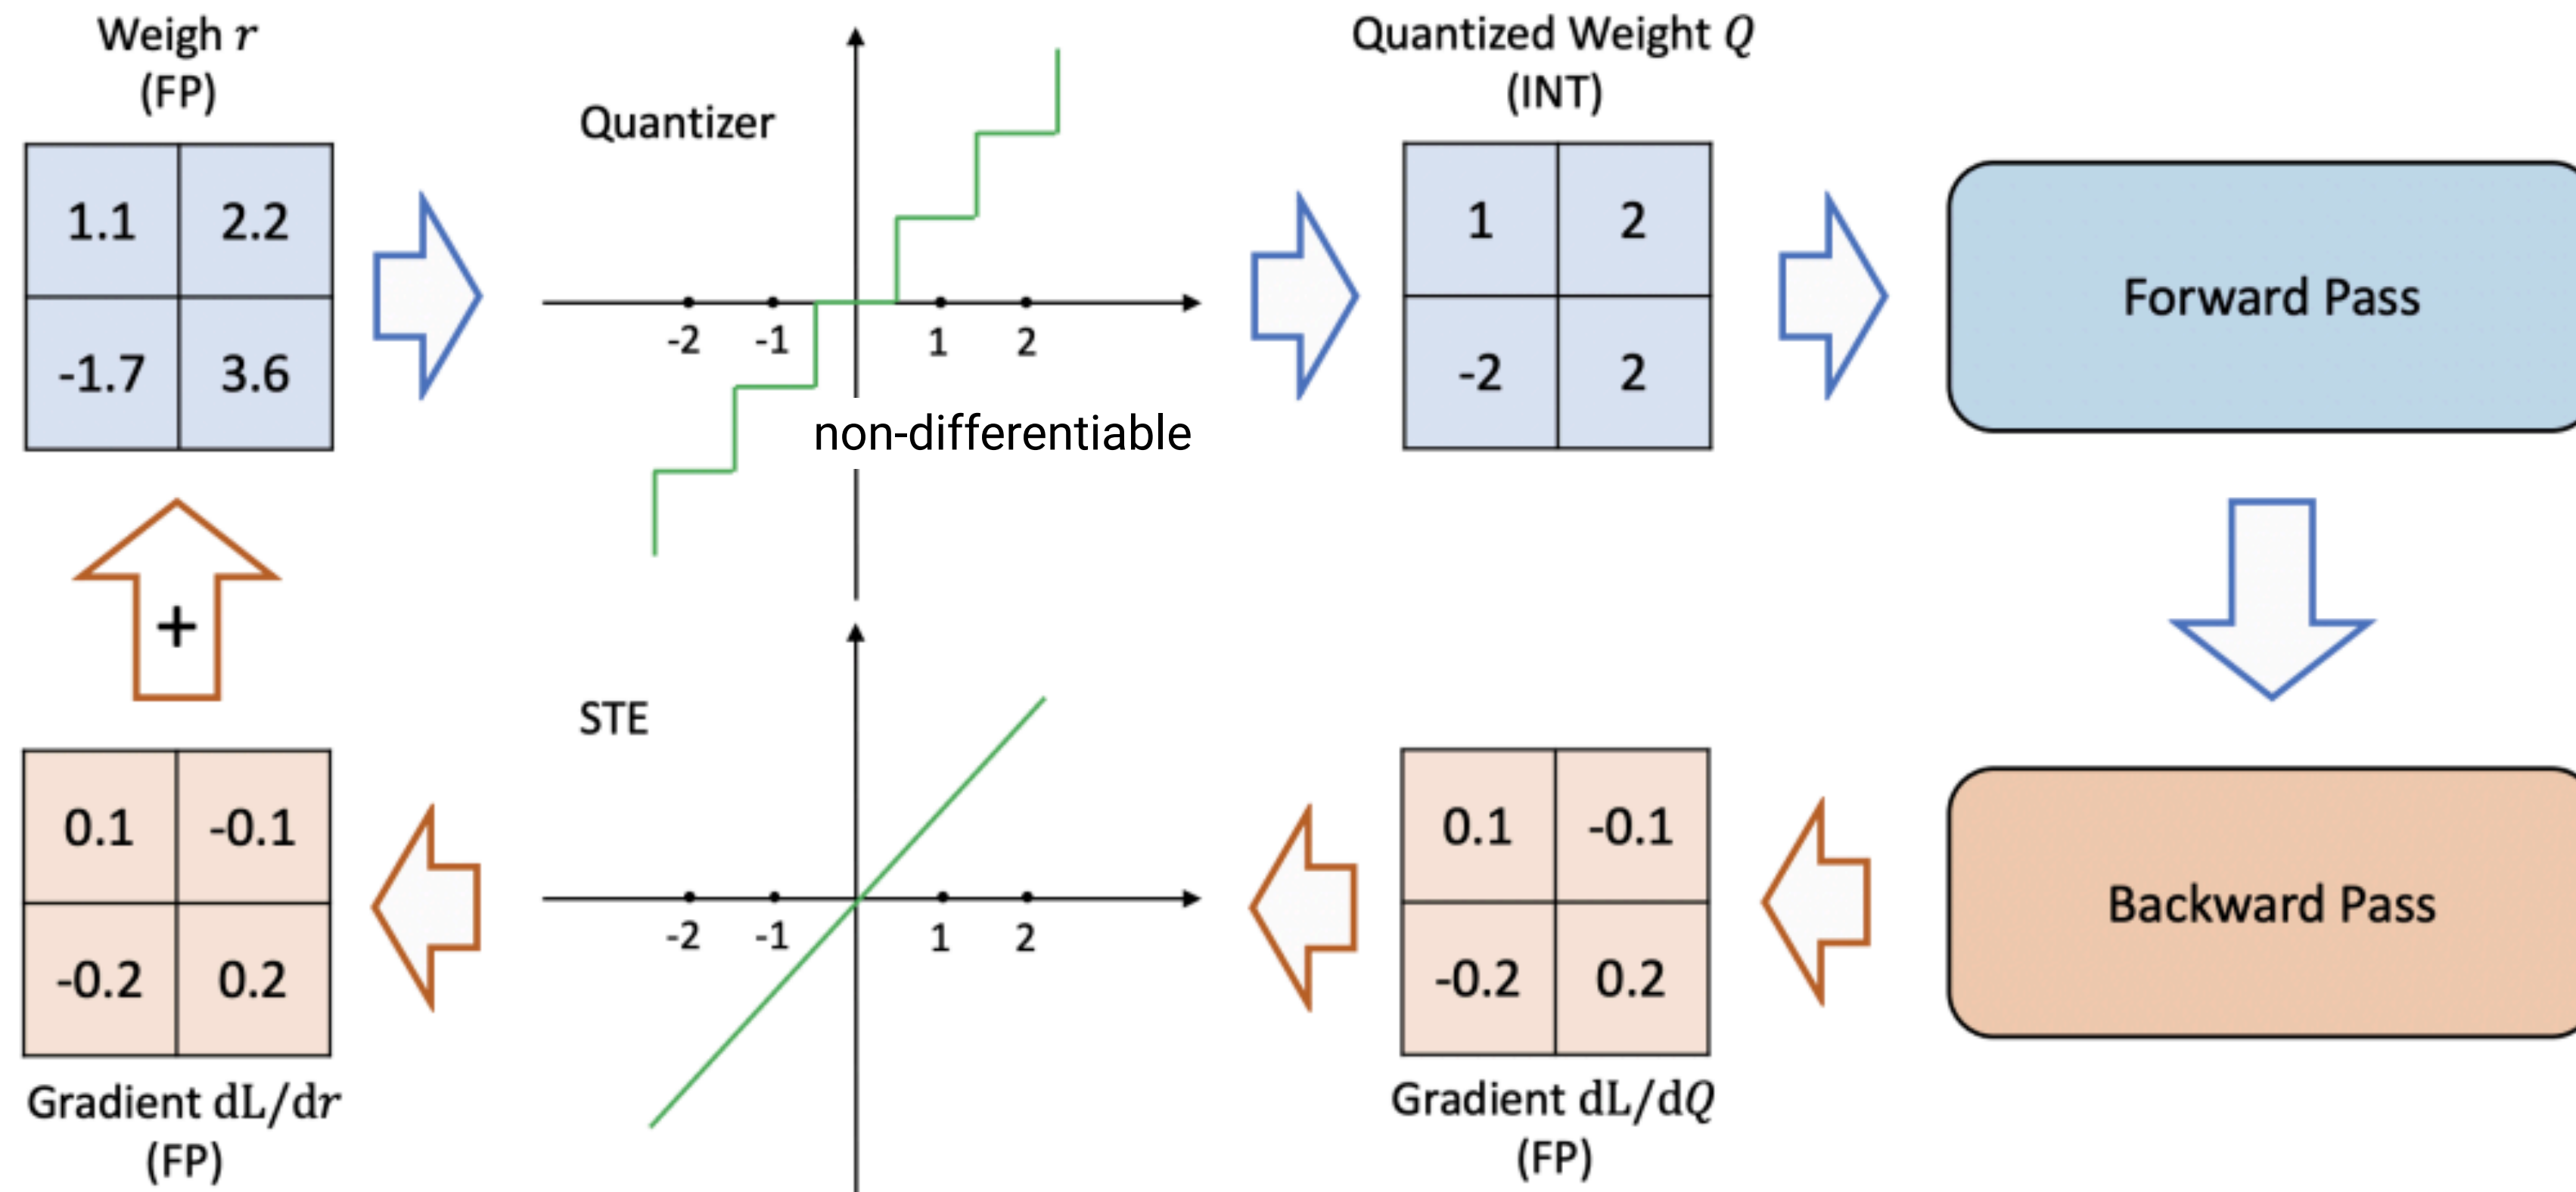 Weigh r
(FP)
1.1 2.2
-1.7 3.6
Quantizer
-2 -1 1 2
non-differentiable
Quantized Weight Q
(INT)
1 2
-2 2
Forward Pass
+
0.1 -0.1
-0.2 0.2
Gradient dL/dr
(FP)
STE
-2 -1 1 2
0.1 -0.1
-0.2 0.2
Gradient dL/dQ
(FP)
Backward Pass